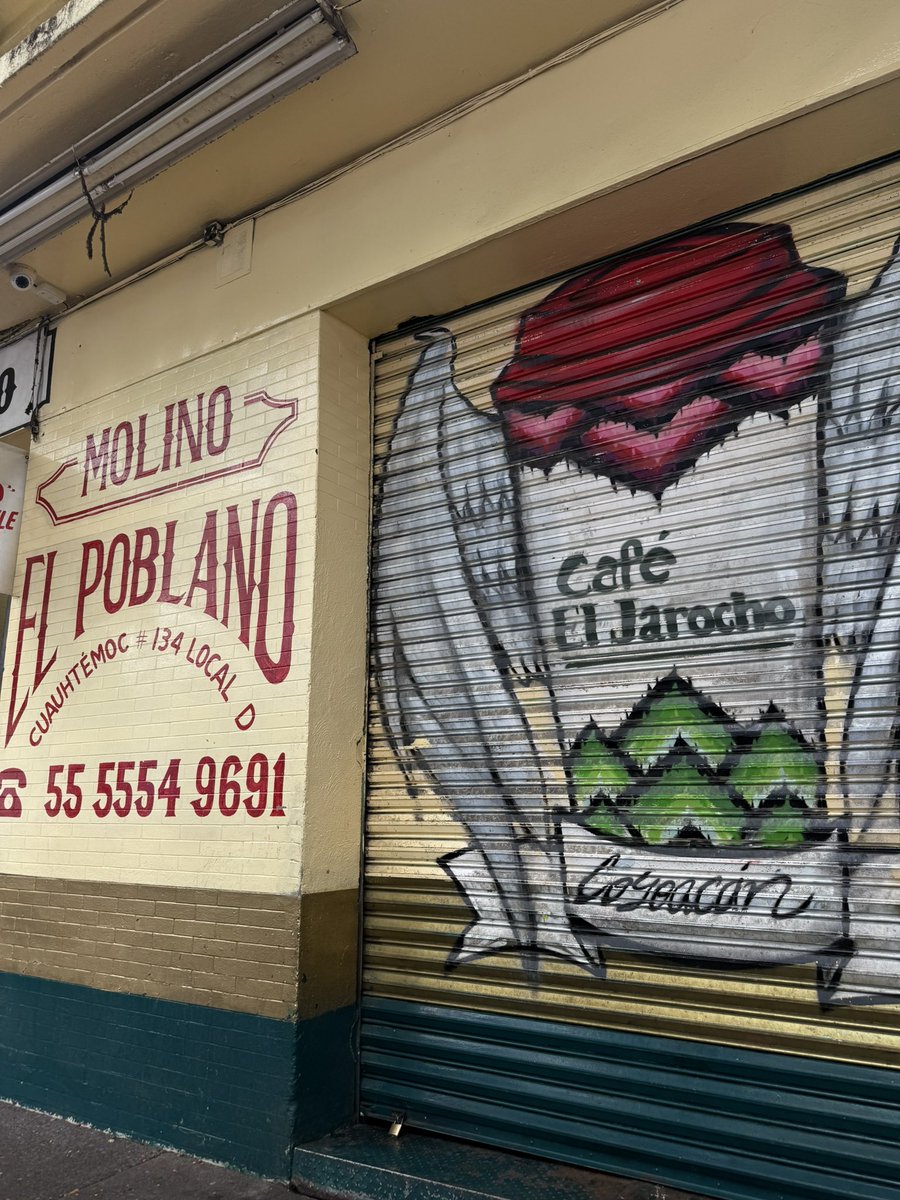 MOLINO
EL POBLANO
CUAUHTÉMOC # 134 LOCAL D
55 5554 9691
Café
El Jarocho
Coyoacán